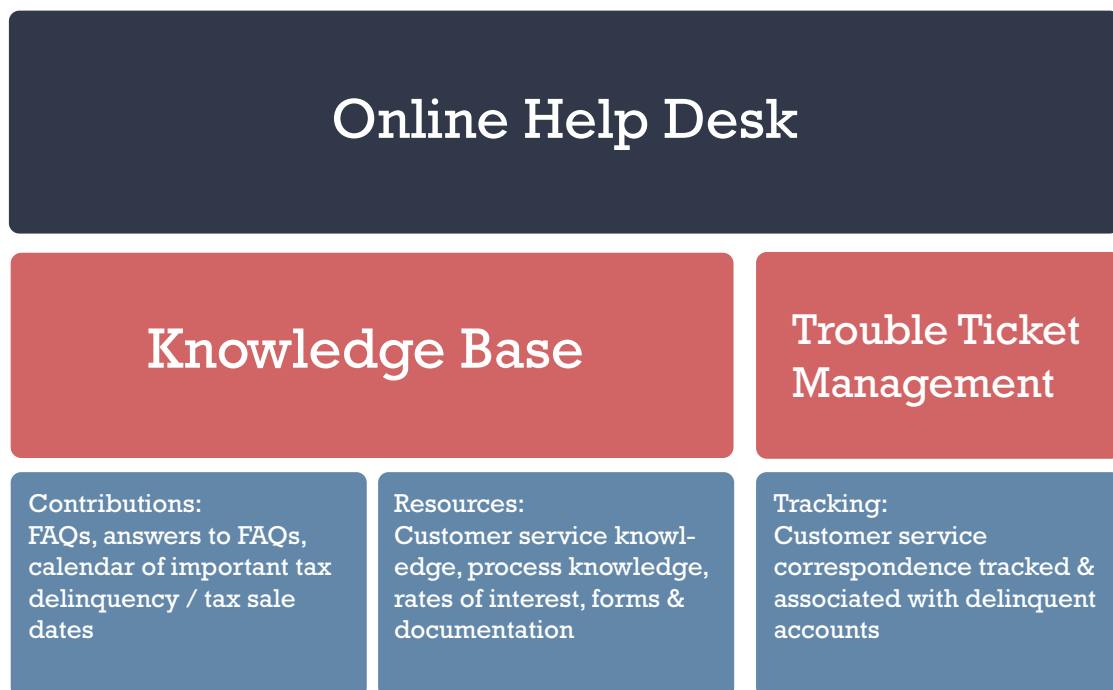 Online Help Desk
Knowledge Base
Trouble Ticket
Management
Contributions:
FAQs, answers to FAQs,
calendar of important tax
delinquency / tax sale
dates
Resources:
Customer service knowl-
edge, process knowledge,
rates of interest, forms &
documentation
Tracking:
Customer service
correspondence tracked &
associated with delinquent
accounts